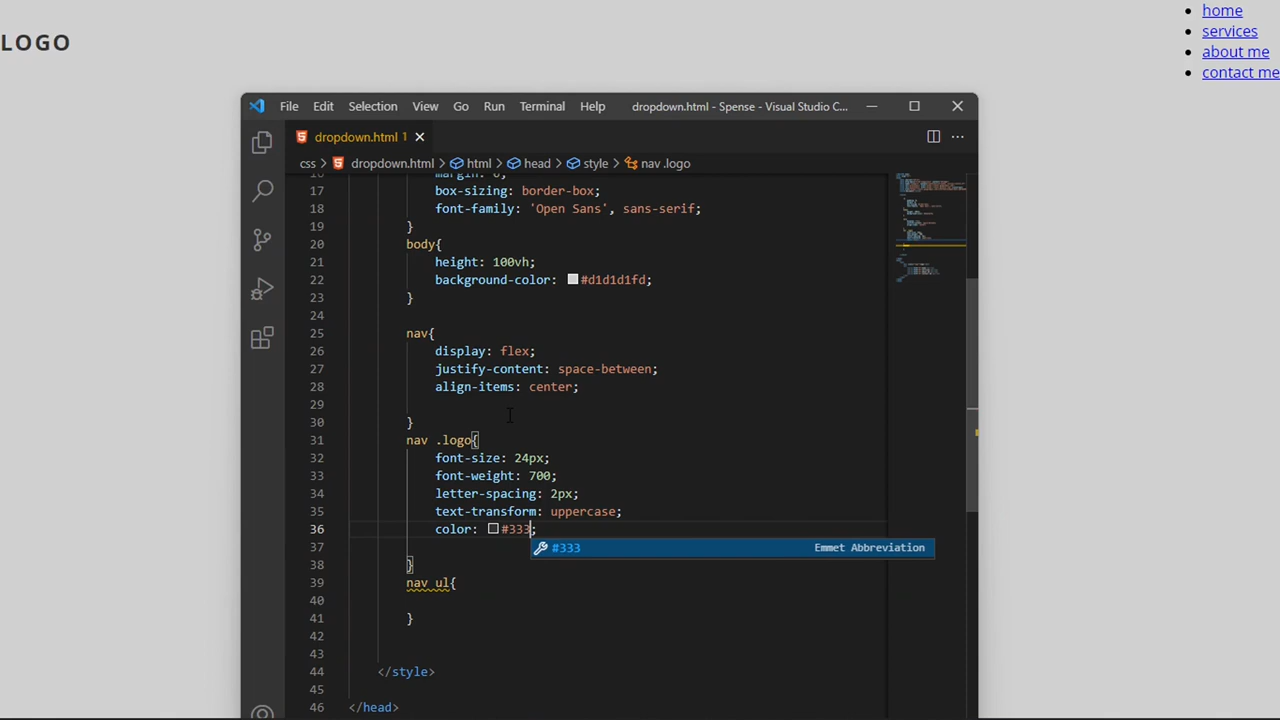 LOGO
home
services
about me
contact me
File Edit Selection View Go Run Terminal Help dropdown.html - Spense - Visual Studio C...
dropdown.html 1
css > dropdown.html > html > head > style > nav .logo
16 margin: 0;
17 box-sizing: border-box;
18 font-family: 'Open Sans', sans-serif;
19 }
20 body{
21 height: 100vh;
22 background-color: #d1d1d1fd;
23 }
24
25 nav{
26 display: flex;
27 justify-content: space-between;
28 align-items: center;
29
30 }
31 nav .logo{
32 font-size: 24px;
33 font-weight: 700;
34 letter-spacing: 2px;
35 text-transform: uppercase;
36 color: #333;
#333 Emmet Abbreviation
37
38 }
39 nav ul{
40
41 }
42
43
44 </style>
45
46 </head>